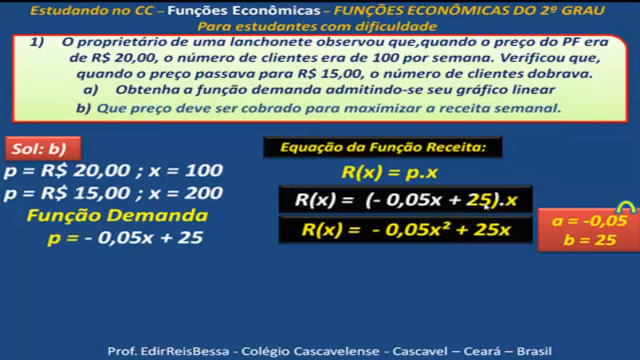 Estudando no CC – Funções Econômicas – FUNÇÕES ECONÔMICAS DO 2º GRAU
Para estudantes com dificuldade
1) O proprietário de uma lanchonete observou que,quando o preço do PF era
de R$ 20,00, o número de clientes era de 100 por semana. Verificou que,
quando o preço passava para R$ 15,00, o número de clientes dobrava.
a) Obtenha a função demanda admitindo-se seu gráfico linear
b) Que preço deve ser cobrado para maximizar a receita semanal.
Sol: b)
p = R$ 20,00 ; x = 100
p = R$ 15,00 ; x = 200
Função Demanda
p = - 0,05x + 25
Equação da Função Receita:
R(x) = p.x
R(x) = (- 0,05x + 25).x
R(x) = - 0,05x² + 25x
a = -0,05
b = 25
Prof. EdirReisBessa - Colégio Cascavelense - Cascavel – Ceará – Brasil